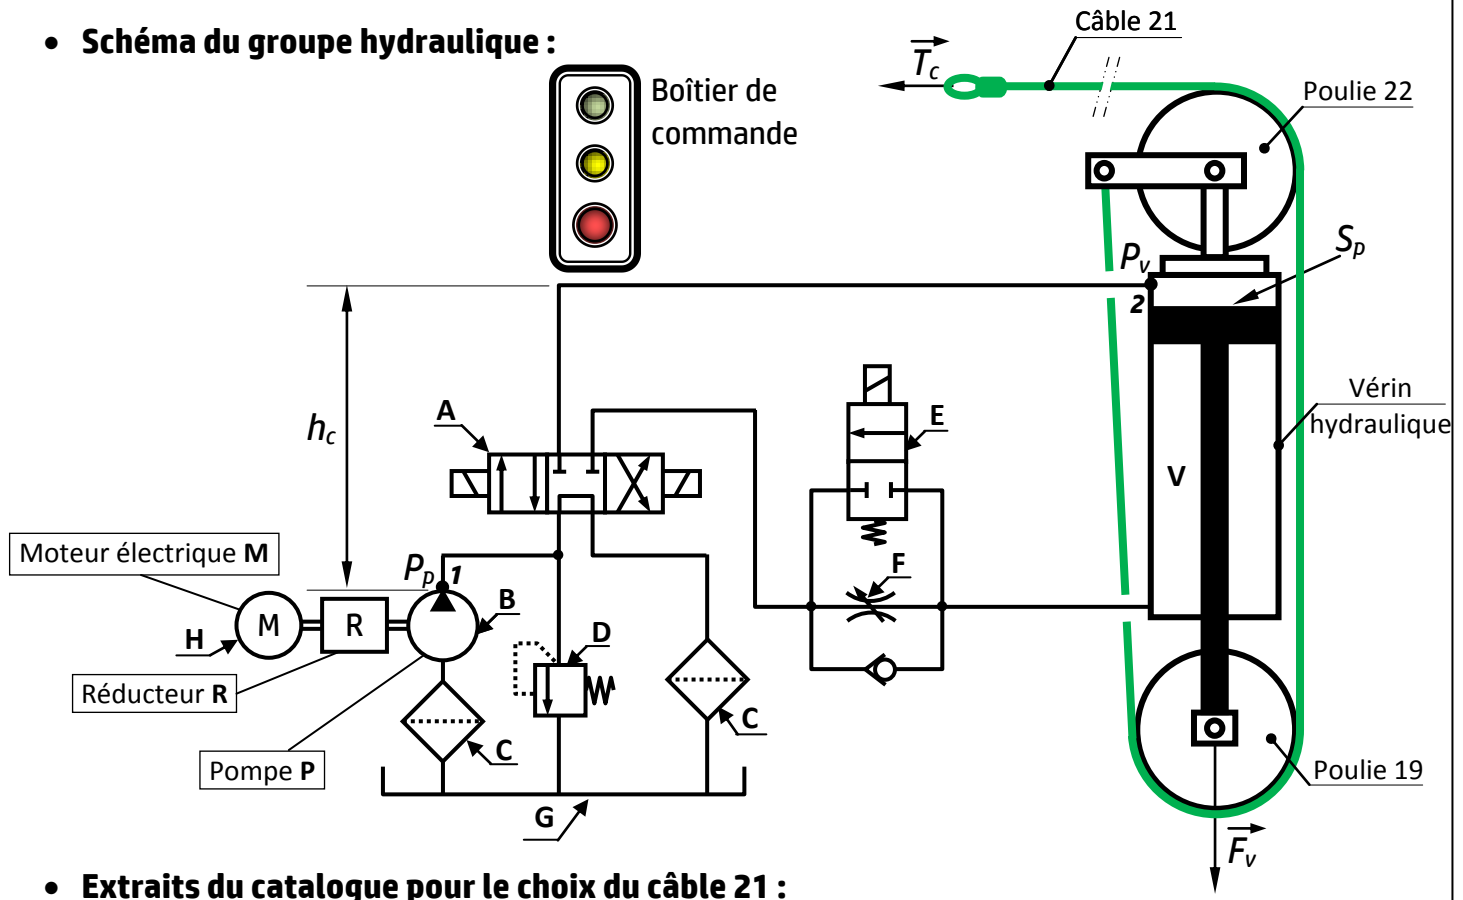 • Schéma du groupe hydraulique :
Câble 21
Tc
Boîtier de
commande
Poulie 22
Sp
Pv
2
hc
A
E
Vérin
hydraulique
V
Moteur électrique M
Pp
1
B
F
H
M
R
D
Réducteur R
C
C
Pompe P
Poulie 19
G
Fv
• Extraits du catalogue pour le choix du câble 21 :